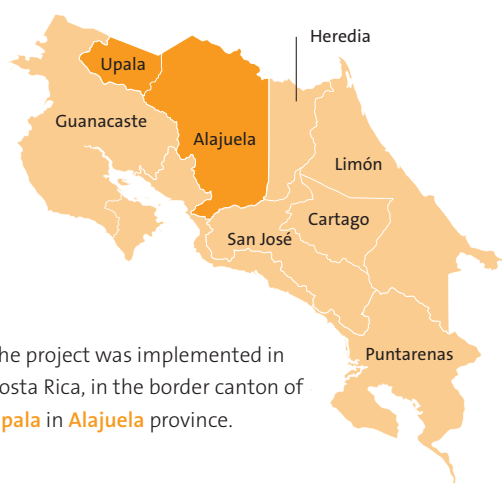 Heredia
Upala
Guanacaste
Alajuela
Limón
Cartago
San José
Puntarenas
he project was implemented in
osta Rica, in the border canton of
pala in Alajuela province.